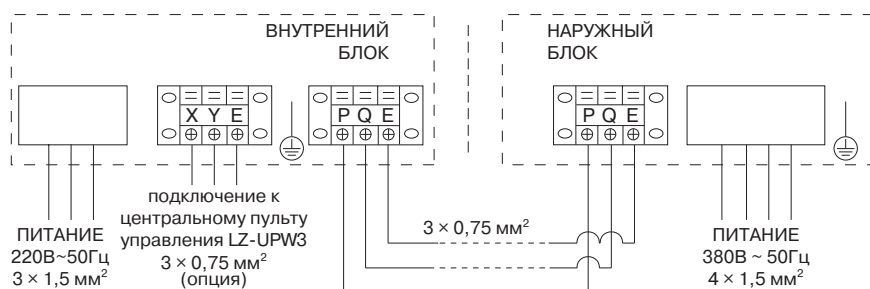 ВНУТРЕННИЙ
БЛОК
НАРУЖНЫЙ
БЛОК
X Y E
P Q E
P Q E
ПИТАНИЕ
220В~50Гц
3 × 1,5 мм²
подключение к
центральному пульту
управления LZ-UPW3
3 × 0,75 мм²
(опция)
3 × 0,75 мм²
ПИТАНИЕ
380В ~ 50Гц
4 × 1,5 мм²